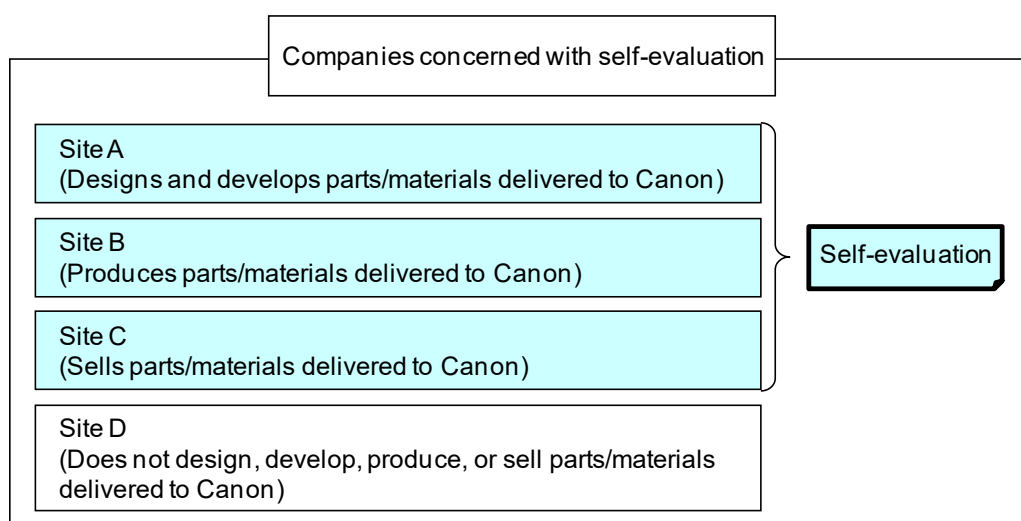 Companies concerned with self-evaluation
Site A
(Designs and develops parts/materials delivered to Canon)
Site B
(Produces parts/materials delivered to Canon)
Site C
(Sells parts/materials delivered to Canon)
Self-evaluation
Site D
(Does not design, develop, produce, or sell parts/materials
delivered to Canon)